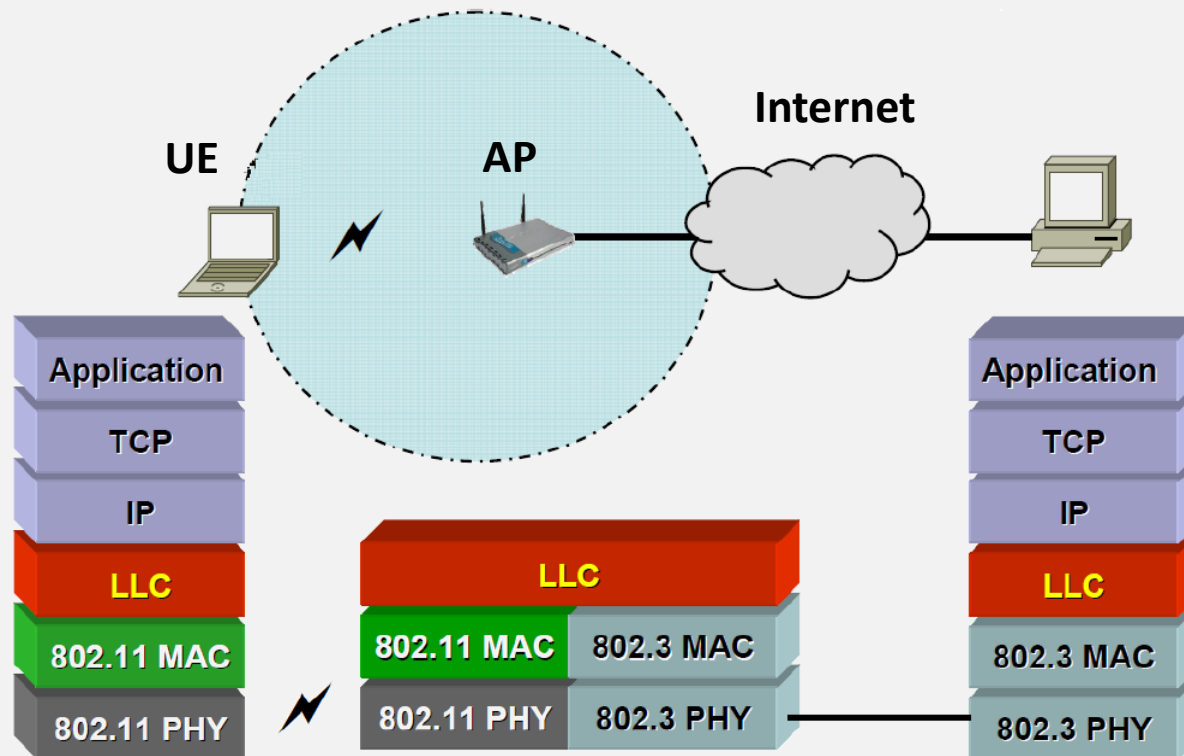 Internet
UE
AP
Application
TCP
IP
LLC
802.11 MAC
802.11 PHY
LLC
802.11 MAC
802.3 MAC
802.11 PHY
802.3 PHY
Application
TCP
IP
LLC
802.3 MAC
802.3 PHY